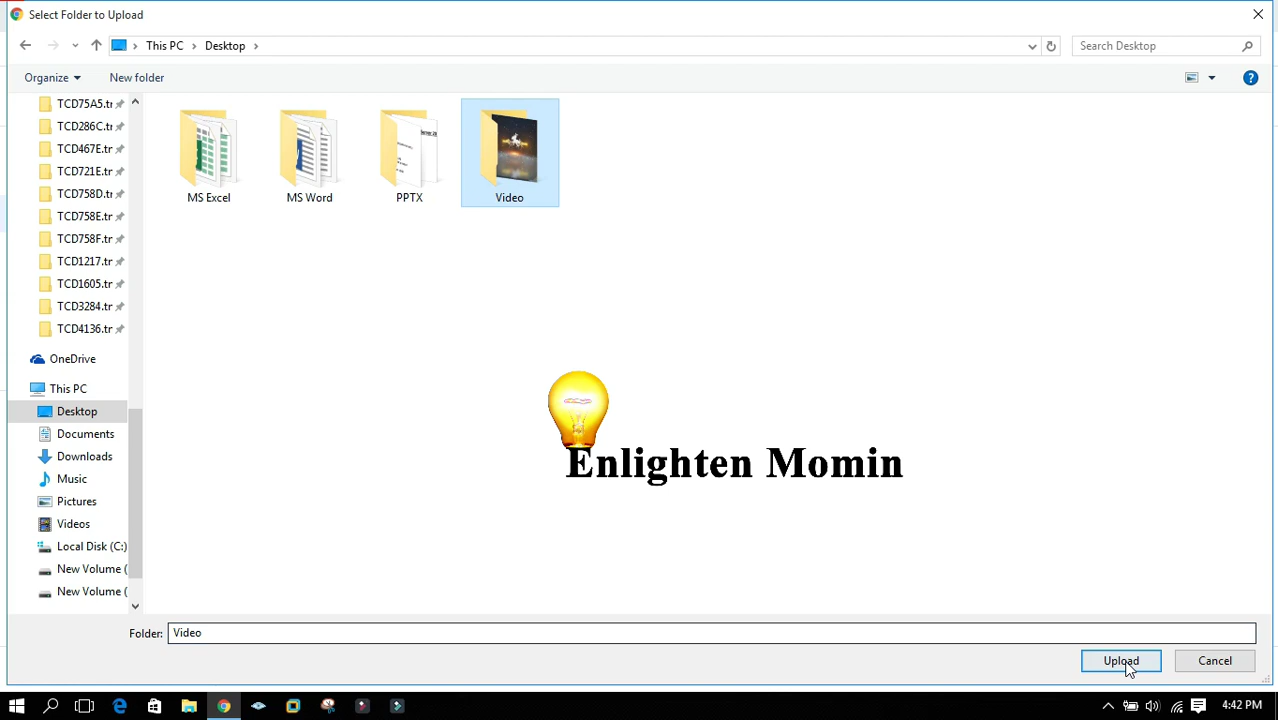 Select Folder to Upload
This PC
Desktop
Search Desktop
Organize
New folder
TCD75A5.tr
TCD286C.tr
TCD467E.tr
TCD721E.tr
TCD758D.tr
TCD758E.tr
TCD758F.tr
TCD1217.tr
TCD1605.tr
TCD3284.tr
TCD4136.tr
OneDrive
This PC
Desktop
Documents
Downloads
Music
Pictures
Videos
Local Disk (C:)
New Volume (
New Volume (
MS Excel
MS Word
PPTX
Video
Enlighten Momin
Folder:
Video
Upload
Cancel
4:42 PM